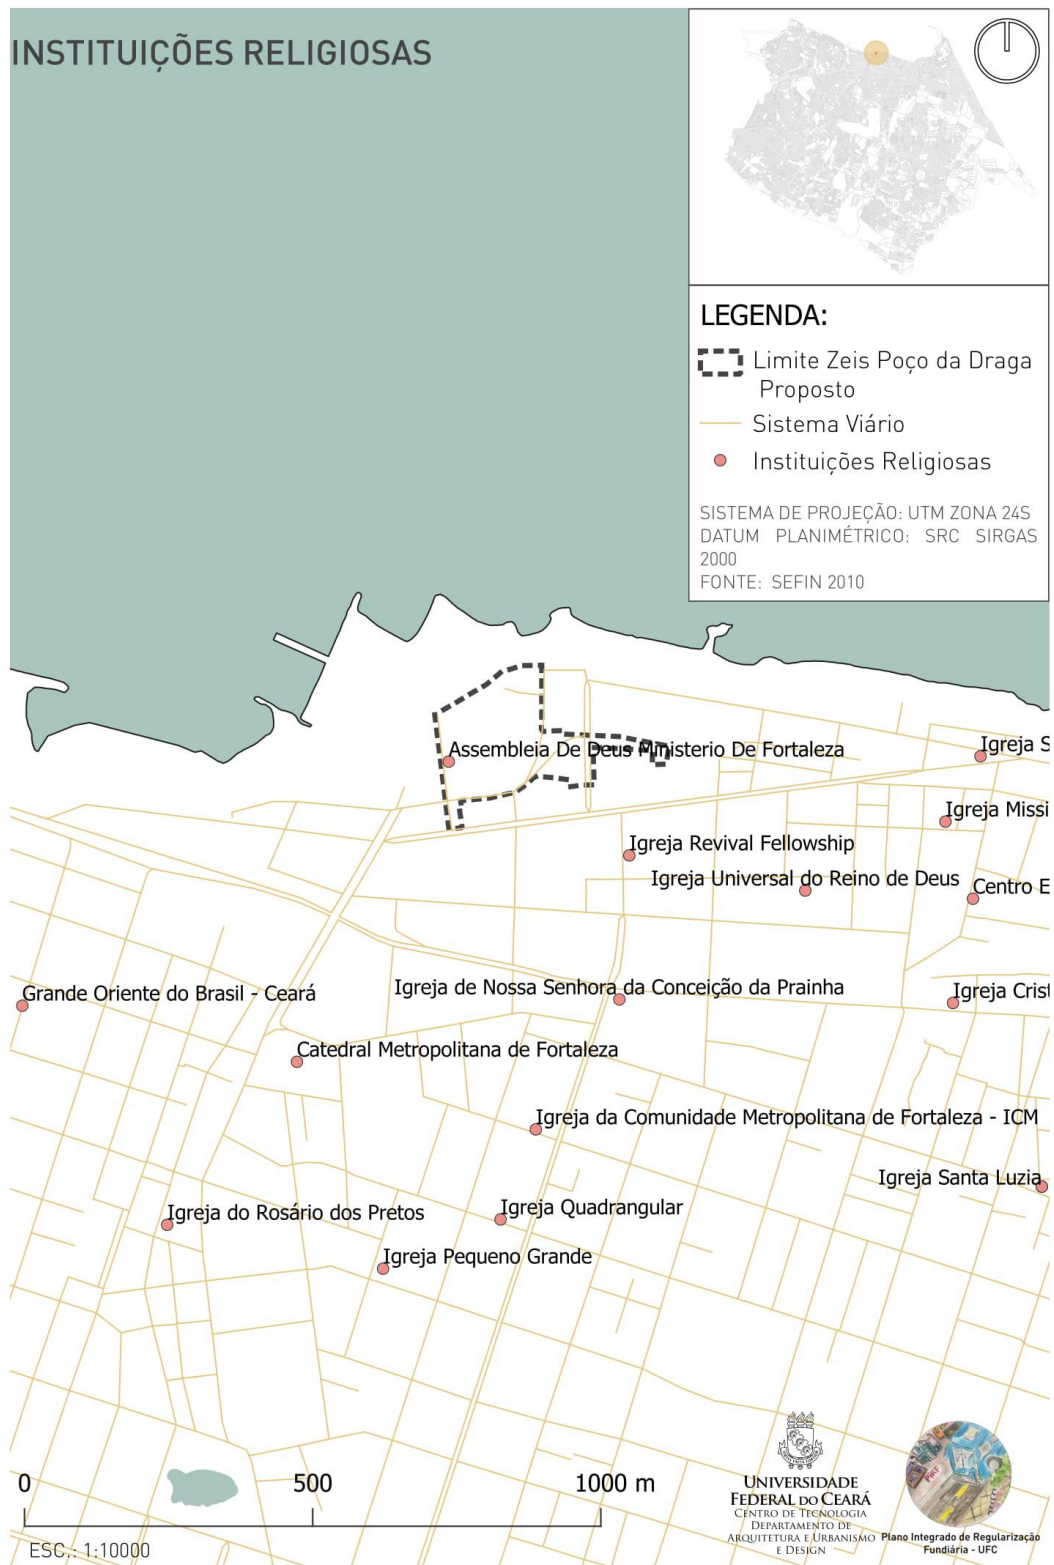 INSTITUIÇÕES RELIGIOSAS
LEGENDA:
Limite Zeis Poço da Draga
Proposto
Sistema Viário
Instituições Religiosas
SISTEMA DE PROJEÇÃO: UTM ZONA 24S
DATUM PLANIMÉTRICO: SRC SIRGAS
2000
FONTE: SEFIN 2010
Assembleia De Deus Ministerio De Fortaleza
Igreja S
Igreja Missi
Igreja Revival Fellowship
Igreja Universal do Reino de Deus
Centro E
Grande Oriente do Brasil - Ceará
Igreja de Nossa Senhora da Conceição da Prainha
Igreja Crist
Catedral Metropolitana de Fortaleza
Igreja da Comunidade Metropolitana de Fortaleza - ICM
Igreja Santa Luzia
Igreja do Rosário dos Pretos
Igreja Quadrangular
Igreja Pequeno Grande
0 500 1000 m
ESC.: 1:10000
UNIVERSIDADE
FEDERAL DO CEARÁ
CENTRO DE TECNOLOGIA
DEPARTAMENTO DE
ARQUITETURA E URBANISMO
E DESIGN
Plano Integrado de Regularização
Fundiária - UFC